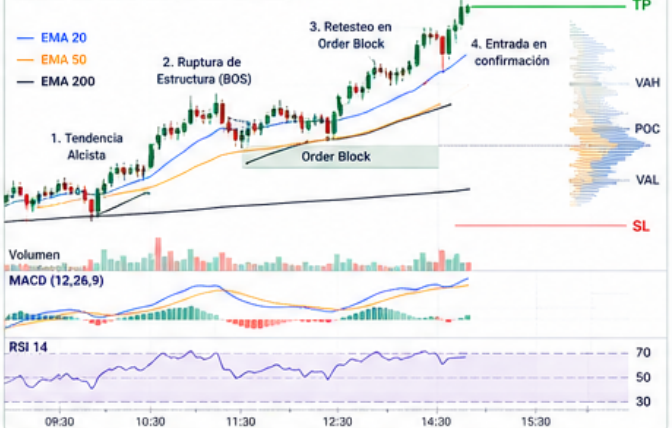 TP
3. Retesteo en
Order Block
EMA 20
EMA 50
EMA 200
2. Ruptura de
Estructura (BOS)
4. Entrada en
confirmación
VAH
1. Tendencia
Alcista
POC
Order Block
VAL
SL
Volumen
MACD (12,26,9)
RSI 14
70
50
30
09:30 10:30 11:30 12:30 14:30 15:30